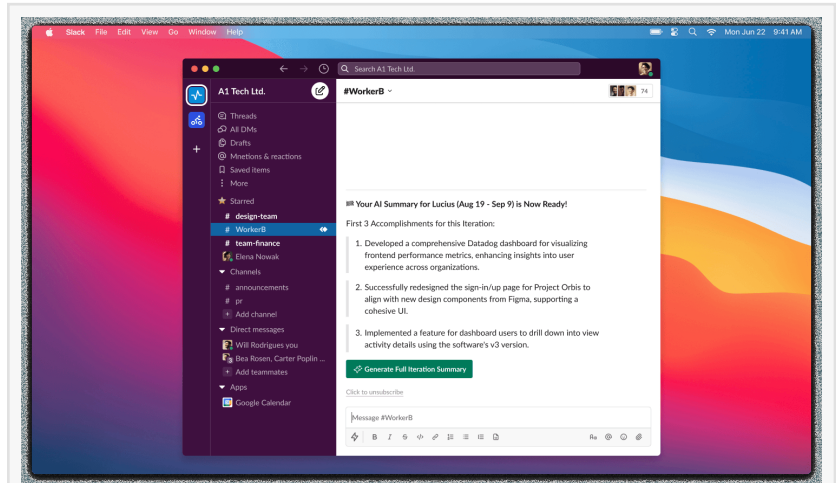 Slack File Edit View Go Window Help
Mon Jun 22 9:41 AM
Search A1 Tech Ltd.
A1 Tech Ltd.
Threads
All DMs
Drafts
@ Mnetions & reactions
Saved items
More
Starred
# design-team
# WorkerB
# team-finance
Elena Nowak
Channels
# announcements
# pr
+ Add channel
Direct messages
Will Rodrigues you
Bea Rosen, Carter Poplin ...
+ Add teammates
Apps
Google Calendar
#WorkerB
74
Your AI Summary for Lucius (Aug 19 - Sep 9) is Now Ready!
First 3 Accomplishments for this Iteration:
1. Developed a comprehensive Datadog dashboard for visualizing
frontend performance metrics, enhancing insights into user
experience across organizations.
2. Successfully redesigned the sign-in/up page for Project Orbis to
align with new design components from Figma, supporting a
cohesive UI.
3. Implemented a feature for dashboard users to drill down into view
activity details using the software's v3 version.
Generate Full Iteration Summary
Click to unsubscribe
Message #WorkerB
B I S </> Aa @